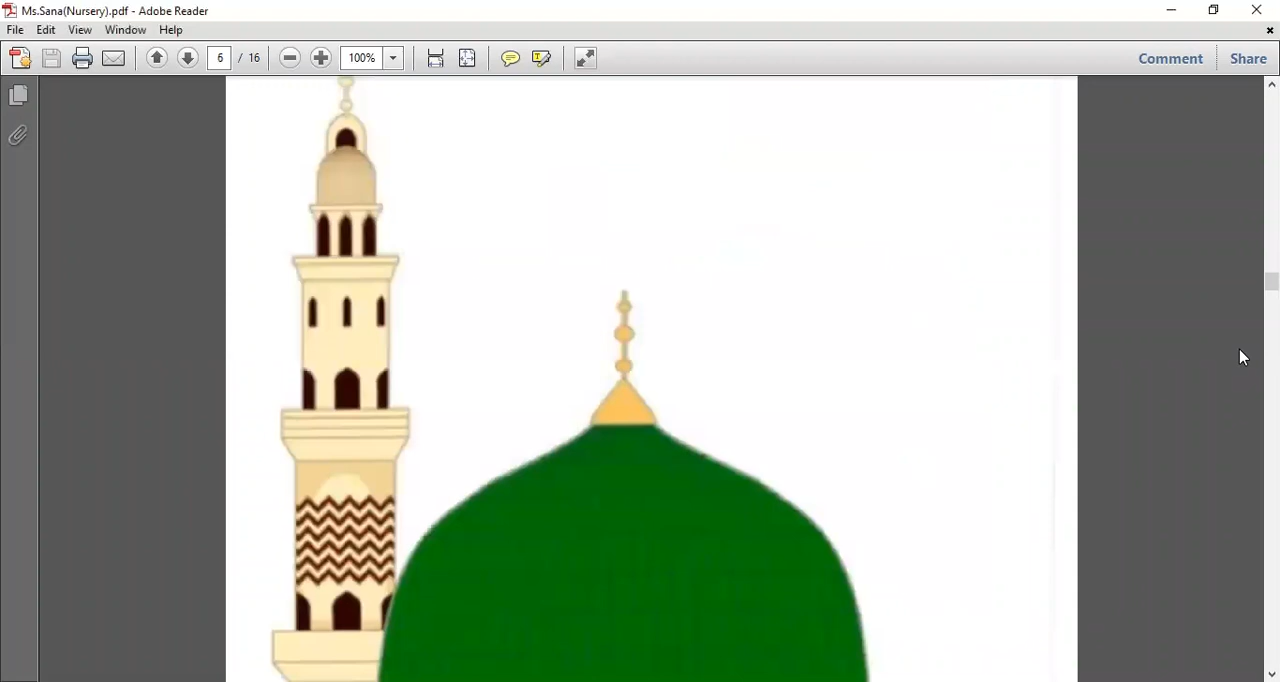 Ms.Sana(Nursery).pdf - Adobe Reader
File Edit View Window Help
6 / 16 100% Comment Share